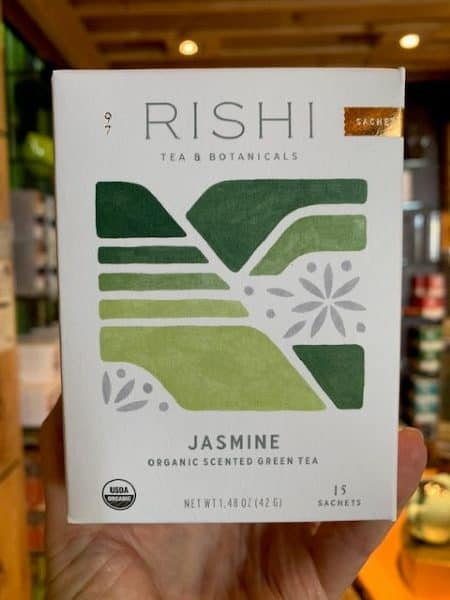 97
RISHI
SACHET
TEA & BOTANICALS
JASMINE
ORGANIC SCENTED GREEN TEA
USDA
ORGANIC
NET WT 1.48 OZ (42 G)
15
SACHETS